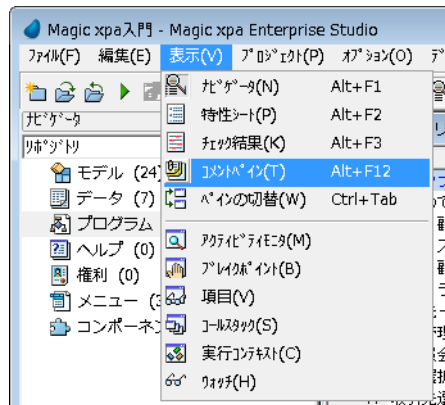 Magic xpa入門 - Magic xpa Enterprise Studio
ﾌｧｲﾙ(F) 編集(E) 表示(V) ﾌﾟﾛｼﾞｪｸﾄ(P) ｵﾌﾟｼｮﾝ(O)
ﾅﾋﾞｹﾞｰﾀ
ﾘﾎﾟｼﾞﾄﾘ
モデル (24)
データ (7)
プログラム
ヘルプ (0)
権利 (0)
メニュー (3
コンポーネン
ﾅﾋﾞｹﾞｰﾀ(N) Alt+F1
特性ｼｰﾄ(P) Alt+F2
ﾁｪｯｸ結果(K) Alt+F3
ｺﾒﾝﾄﾍﾟｲﾝ(T) Alt+F12
ﾍﾟｲﾝの切替(W) Ctrl+Tab
ｱｸﾃｨﾋﾞﾃｨﾓﾆﾀ(M)
ﾌﾞﾚｲｸﾎﾟｲﾝﾄ(B)
項目(V)
ｺｰﾙｽﾀｯｸ(S)
実行ｺﾝﾃｷｽﾄ(C)
ｳｫｯﾁ(H)